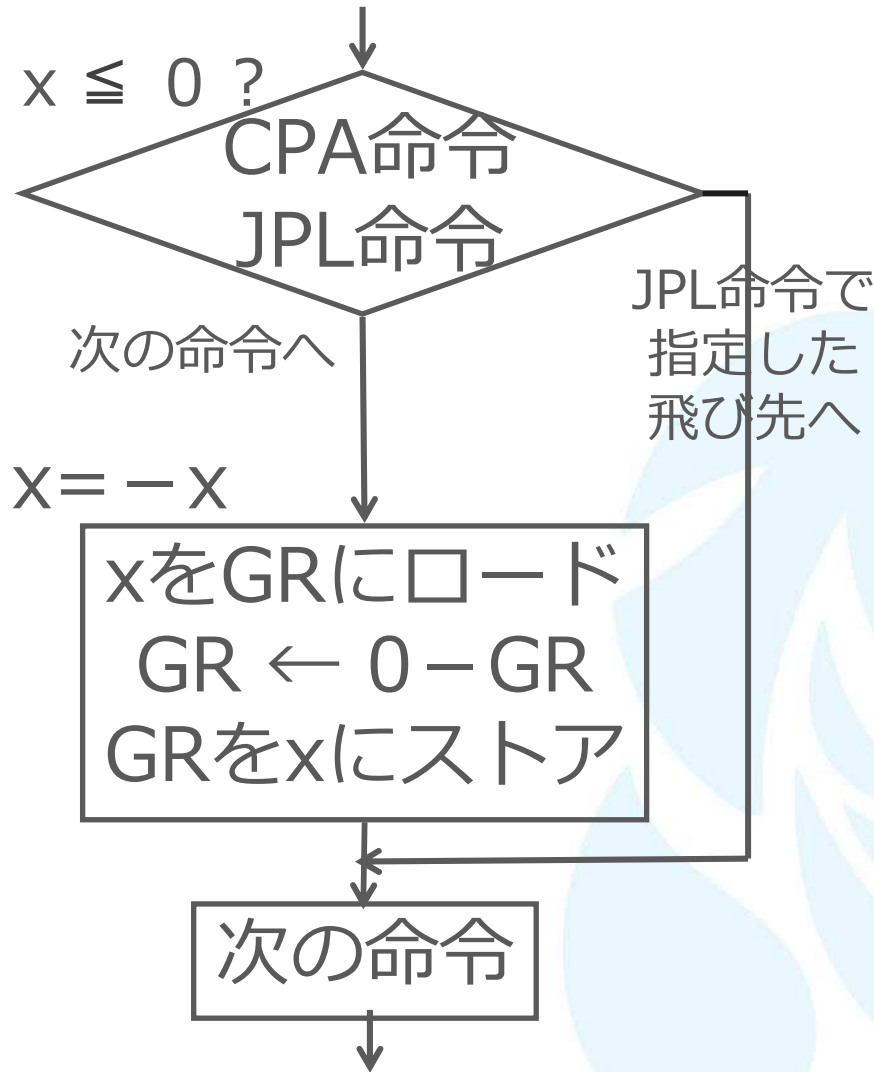 x ≦ 0 ?
CPA命令
JPL命令
JPL命令で
指定した
飛び先へ
次の命令へ
x=－x
xをGRにロード
GR ← 0－GR
GRをxにストア
次の命令